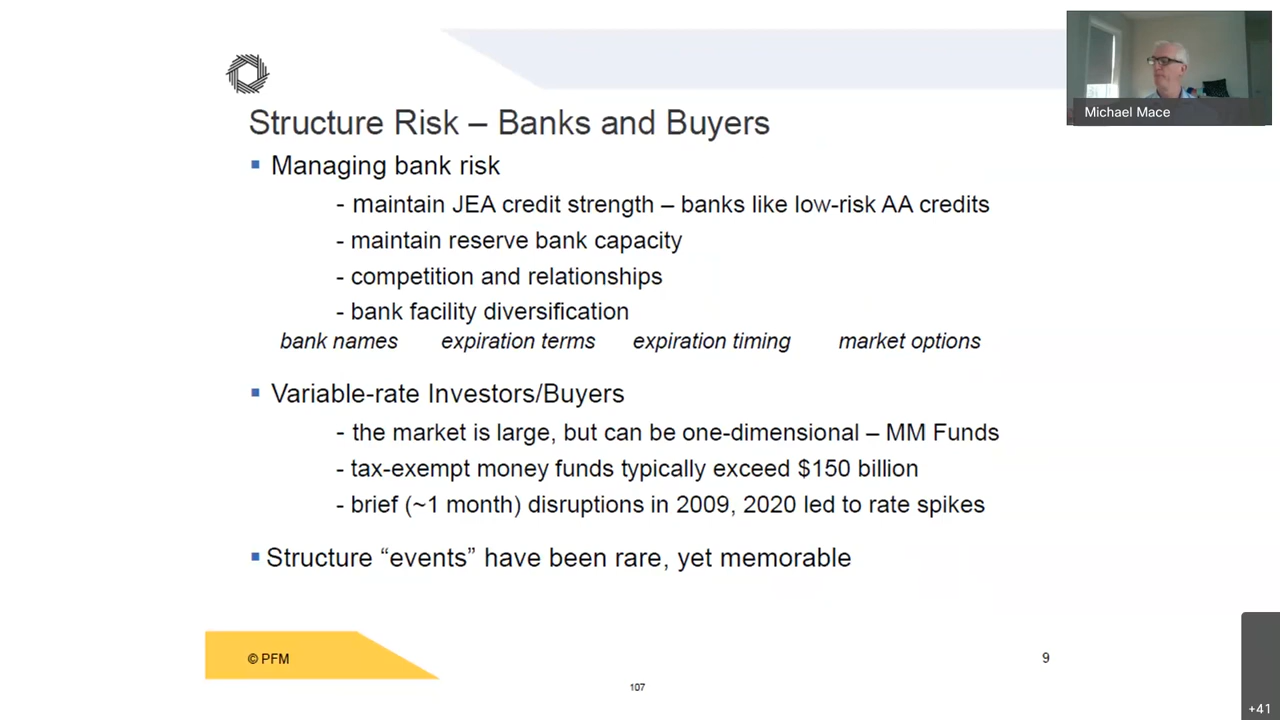 Michael Mace
Structure Risk – Banks and Buyers
▪ Managing bank risk
- maintain JEA credit strength – banks like low-risk AA credits
- maintain reserve bank capacity
- competition and relationships
- bank facility diversification
bank names expiration terms expiration timing market options
▪ Variable-rate Investors/Buyers
- the market is large, but can be one-dimensional – MM Funds
- tax-exempt money funds typically exceed $150 billion
- brief (~1 month) disruptions in 2009, 2020 led to rate spikes
▪ Structure “events” have been rare, yet memorable
© PFM
9
107
+41